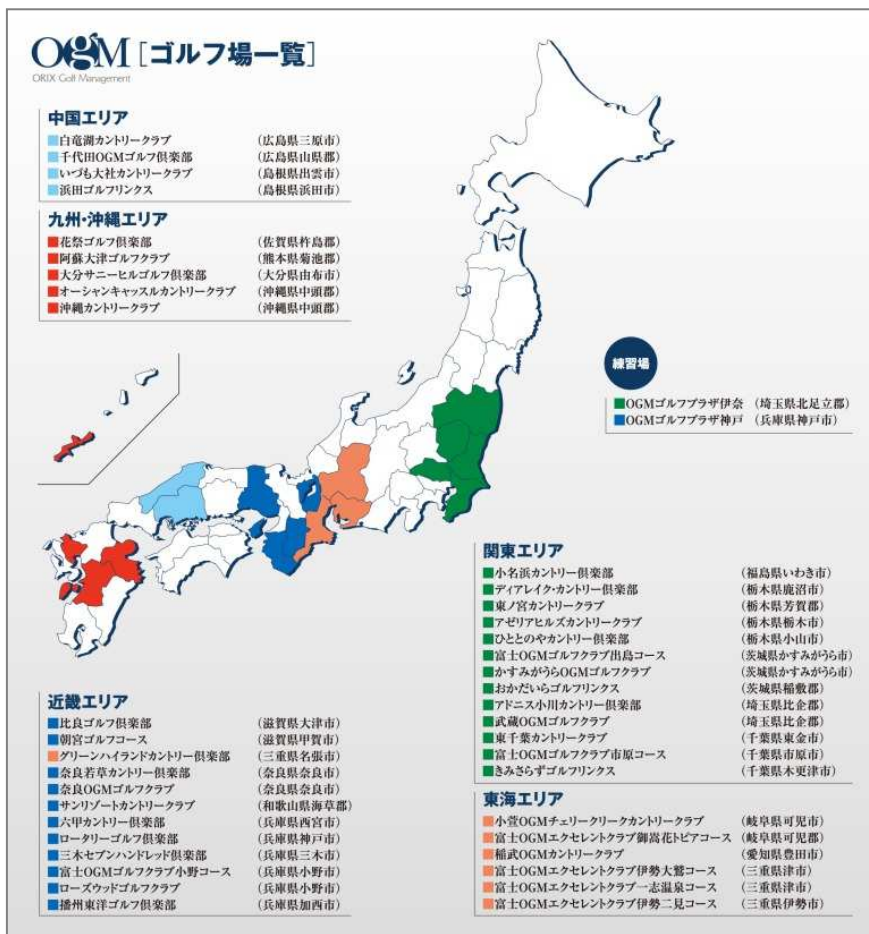 OGM [ゴルフ場一覧]
ORIX Golf Management
中国エリア
白竜湖カントリークラブ (広島県三原市)
千代田OGMゴルフ倶楽部 (広島県山県郡)
いづも大社カントリークラブ (島根県出雲市)
浜田ゴルフリンクス (島根県浜田市)
九州・沖縄エリア
花祭ゴルフ倶楽部 (佐賀県杵島郡)
阿蘇大津ゴルフクラブ (熊本県菊池郡)
大分サニーヒルゴルフ倶楽部 (大分県由布市)
オーシャンキャッスルカントリークラブ (沖縄県中頭郡)
沖縄カントリークラブ (沖縄県中頭郡)
練習場
OGMゴルフプラザ伊奈 (埼玉県北足立郡)
OGMゴルフプラザ神戸 (兵庫県神戸市)
関東エリア
小名浜カントリー倶楽部 (福島県いわき市)
ディアレイク・カントリー倶楽部 (栃木県鹿沼市)
東ノ宮カントリークラブ (栃木県芳賀郡)
アゼリアヒルズカントリークラブ (栃木県栃木市)
ひととのやカントリー倶楽部 (栃木県小山市)
富士OGMゴルフクラブ出島コース (茨城県かすみがうら市)
かすみがうらOGMゴルフクラブ (茨城県かすみがうら市)
おかだいらゴルフリンクス (茨城県稲敷郡)
アドニス小川カントリー倶楽部 (埼玉県比企郡)
武蔵OGMゴルフクラブ (埼玉県比企郡)
東千葉カントリークラブ (千葉県東金市)
富士OGMゴルフクラブ市原コース (千葉県市原市)
きみさらずゴルフリンクス (千葉県木更津市)
近畿エリア
比良ゴルフ倶楽部 (滋賀県大津市)
朝宮ゴルフコース (滋賀県甲賀市)
グリーンハイランドカントリー倶楽部 (三重県名張市)
奈良若草カントリー倶楽部 (奈良県奈良市)
奈良OGMゴルフクラブ (奈良県奈良市)
サンリゾートカントリークラブ (和歌山県海草郡)
六甲カントリー倶楽部 (兵庫県西宮市)
ロータリーゴルフ倶楽部 (兵庫県神戸市)
三木セブンハンドレッド倶楽部 (兵庫県三木市)
富士OGMゴルフクラブ小野コース (兵庫県小野市)
ローズウッドゴルフクラブ (兵庫県小野市)
播州東洋ゴルフ倶楽部 (兵庫県加西市)
東海エリア
小萱OGMチェリークリークカントリークラブ (岐阜県可児市)
富士OGMエクセレントクラブ御嵩花トピアコース (岐阜県可児郡)
稲武OGMカントリークラブ (愛知県豊田市)
富士OGMエクセレントクラブ伊勢大鷲コース (三重県津市)
富士OGMエクセレントクラブ一志温泉コース (三重県津市)
富士OGMエクセレントクラブ伊勢二見コース (三重県伊勢市)